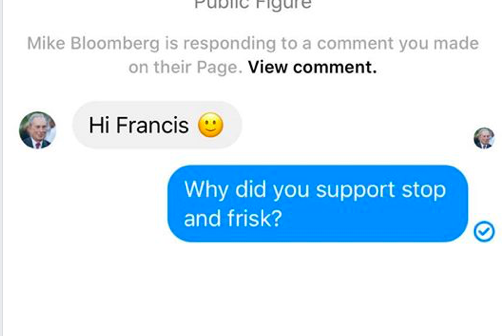 Public Figure
Mike Bloomberg is responding to a comment you made
on their Page. View comment.
Hi Francis 🙂
Why did you support stop
and frisk?